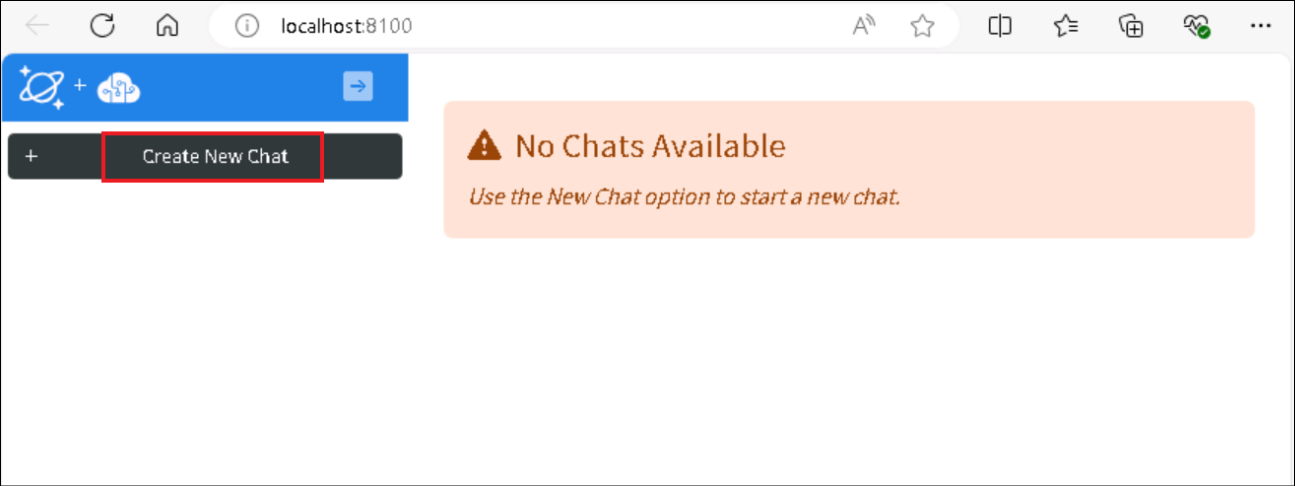 localhost:8100
+
+ Create New Chat
No Chats Available
Use the New Chat option to start a new chat.